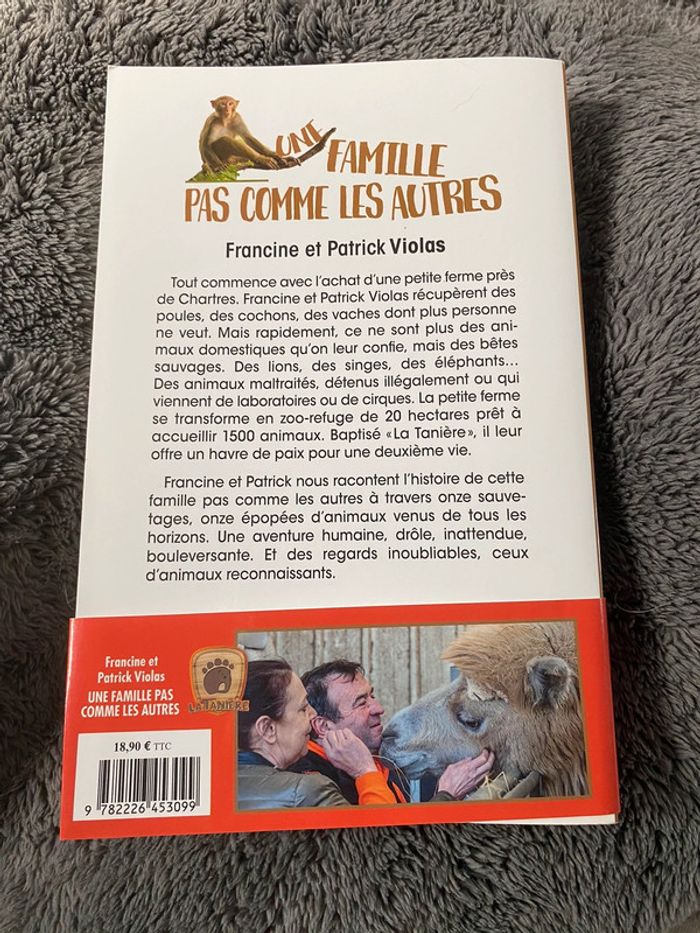 UNE FAMILLE
PAS COMME LES AUTRES
Francine et Patrick Violas
Tout commence avec l'achat d'une petite ferme près
de Chartres. Francine et Patrick Violas récupèrent des
poules, des cochons, des vaches dont plus personne
ne veut. Mais rapidement, ce ne sont plus des ani-
maux domestiques qu'on leur confie, mais des bêtes
sauvages. Des lions, des singes, des éléphants...
Des animaux maltraités, détenus illégalement ou qui
viennent de laboratoires ou de cirques. La petite ferme
se transforme en zoo-refuge de 20 hectares prêt à
accueillir 1500 animaux. Baptisé «La Tanière», il leur
offre un havre de paix pour une deuxième vie.
Francine et Patrick nous racontent l'histoire de cette
famille pas comme les autres à travers onze sauve-
tages, onze épopées d'animaux venus de tous les
horizons. Une aventure humaine, drôle, inattendue,
bouleversante. Et des regards inoubliables, ceux
d'animaux reconnaissants.
Francine et
Patrick Violas
UNE FAMILLE PAS
COMME LES AUTRES
LA TANIÈRE
18,90 € TTC
9 782226 453099